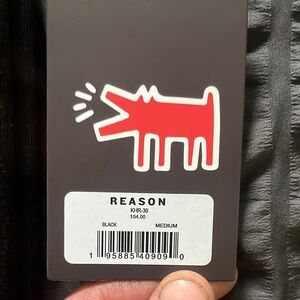 REASON
KHR-30
$54.00
BLACK MEDIUM
1 95885 40909 0